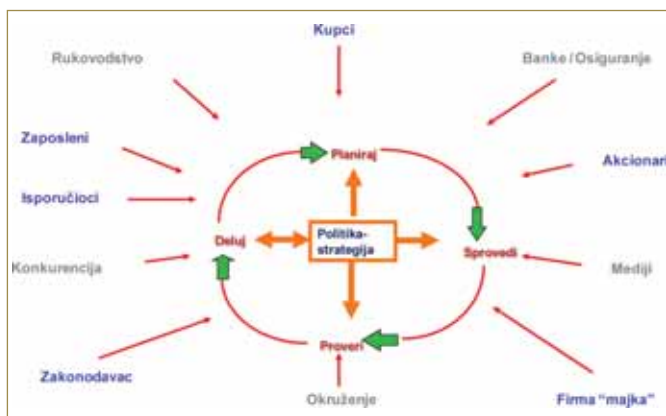 Kupci
Rukovodstvo
Banke/Osiguranje
Zaposleni
Planiraj
Akcionari
Isporučioci
Deluj
Politika-
strategija
Sprovedi
Konkurencija
Mediji
Proveri
Zakonodavac
Okruženje
Firma “majka”